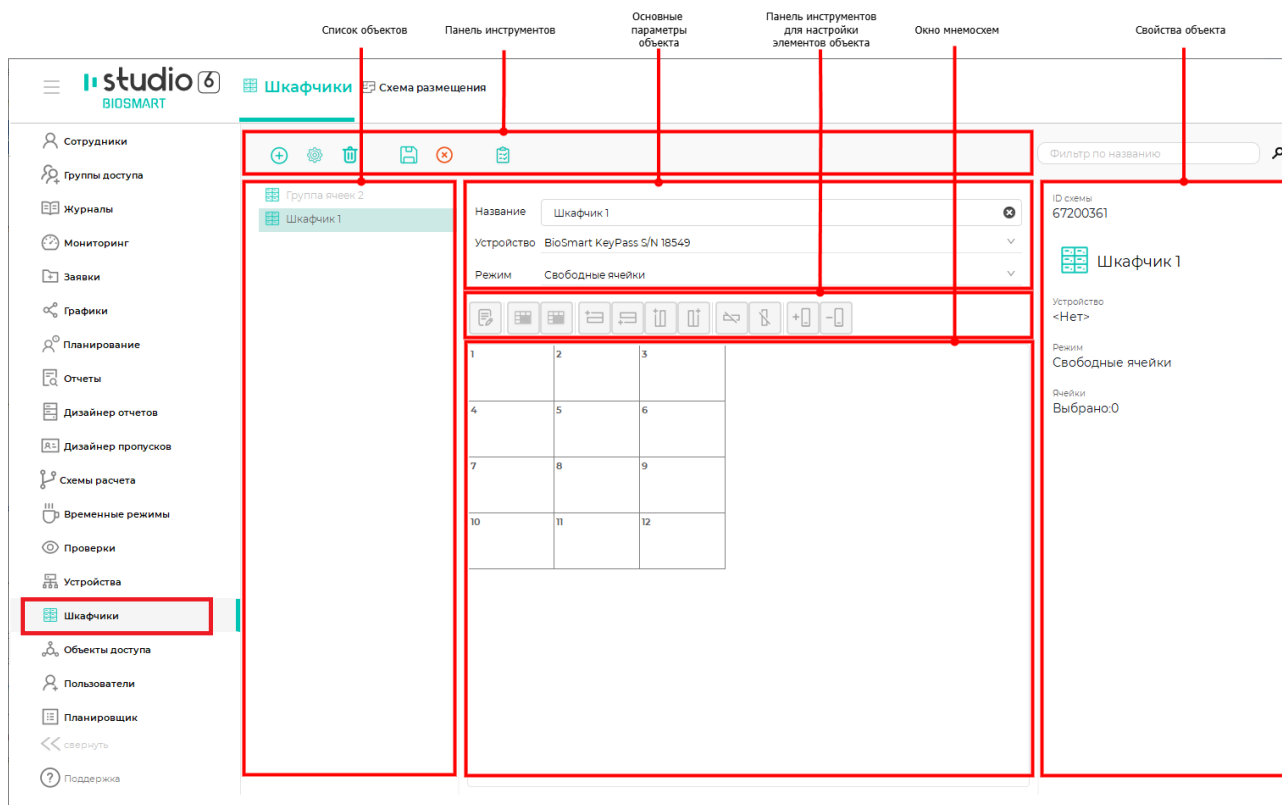 Список объектов
Панель инструментов
Основные
параметры
объекта
Панель инструментов
для настройки
элементов объекта
Окно мнемосхем
Свойства объекта
studio 6
BIOSMART
Шкафчики
Схема размещения
Сотрудники
Группы доступа
Журналы
Мониторинг
Заявки
Графики
Планирование
Отчеты
Дизайнер отчетов
Дизайнер пропусков
Схемы расчета
Временные режимы
Проверки
Устройства
Шкафчики
Объекты доступа
Пользователи
Планировщик
свернуть
Поддержка
Группа ячеек 2
Шкафчик 1
Название Шкафчик 1
Устройство BioSmart KeyPass S/N 18549
Режим Свободные ячейки
1 2 3
4 5 6
7 8 9
10 11 12
Фильтр по названию
ID схемы
67200361
Шкафчик 1
Устройство
<Нет>
Режим
Свободные ячейки
Ячейки
Выбрано:0